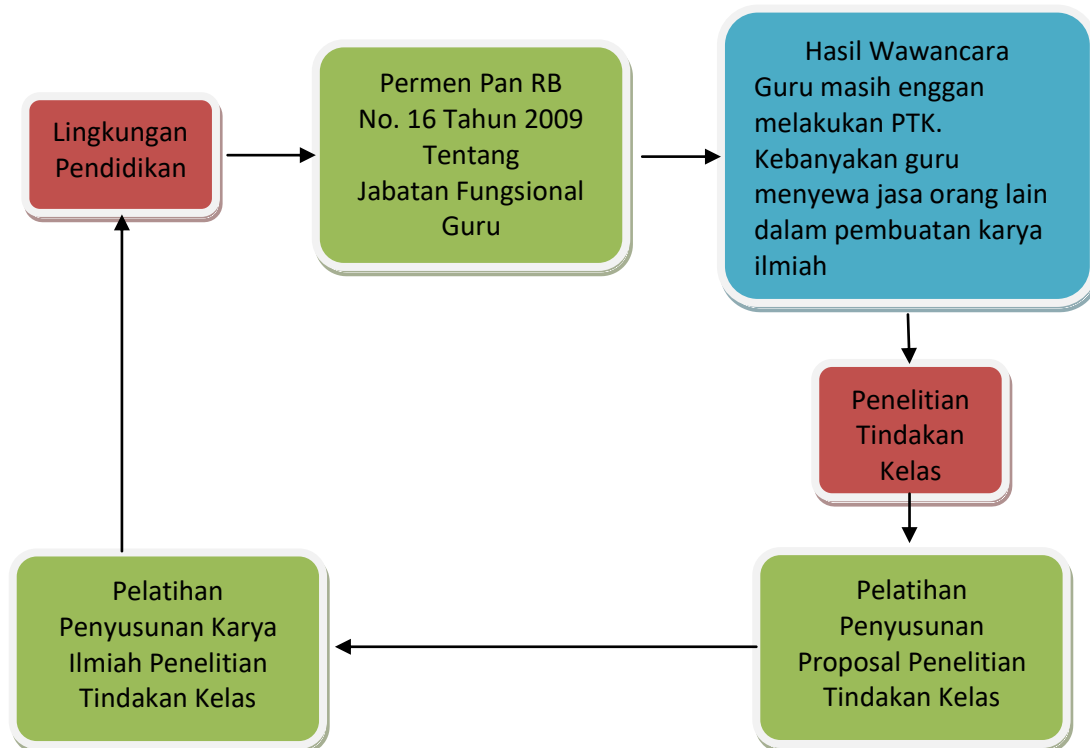 Lingkungan
Pendidikan
Permen Pan RB
No. 16 Tahun 2009
Tentang
Jabatan Fungsional
Guru
Hasil Wawancara
Guru masih enggan
melakukan PTK.
Kebanyakan guru
menyewa jasa orang lain
dalam pembuatan karya
ilmiah
Penelitian
Tindakan
Kelas
Pelatihan
Penyusunan
Proposal Penelitian
Tindakan Kelas
Pelatihan
Penyusunan Karya
Ilmiah Penelitian
Tindakan Kelas